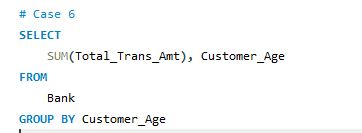 # Case 6
SELECT
SUM(Total_Trans_Amt), Customer_Age
FROM
Bank
GROUP BY Customer_Age